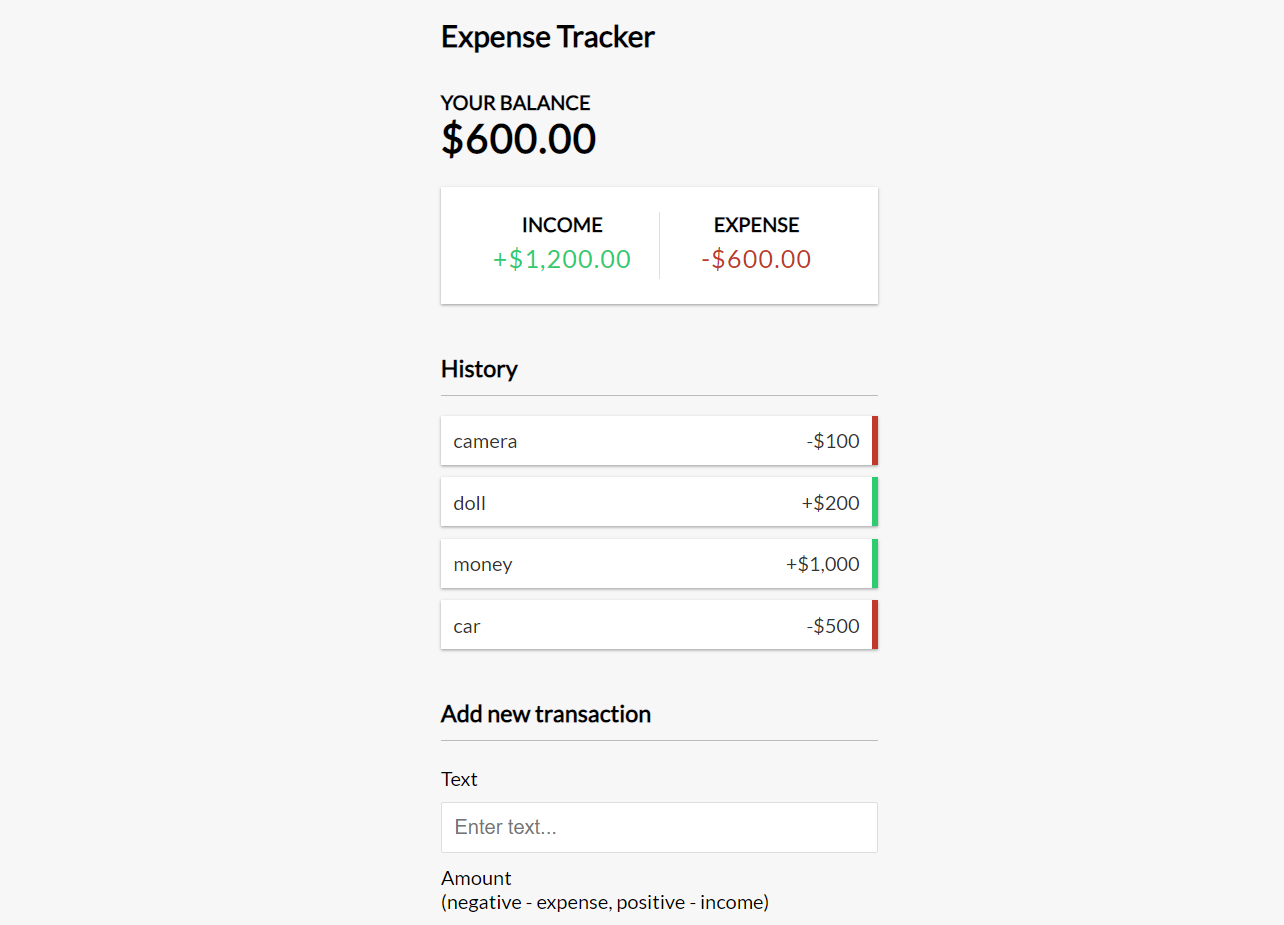 Expense Tracker
YOUR BALANCE
$600.00
INCOME EXPENSE
+$1,200.00 -$600.00
History
camera -$100
doll +$200
money +$1,000
car -$500
Add new transaction
Text
Enter text...
Amount
(negative - expense, positive - income)